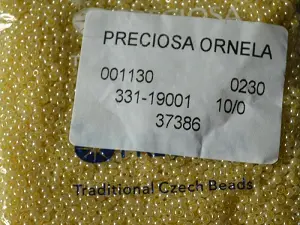 PRECIOSA ORNELA
001130 0230
331-19001 10/0
37386
Traditional Czech Beads